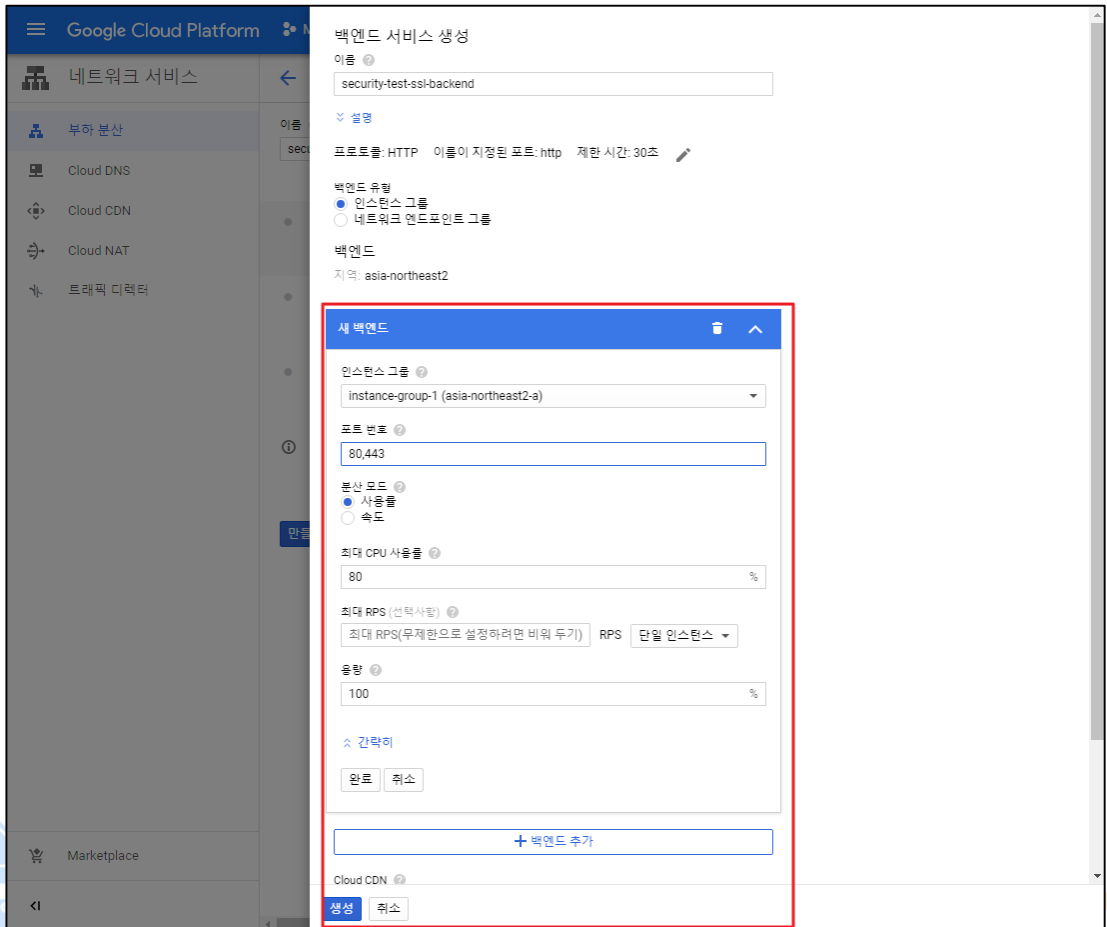 Google Cloud Platform
네트워크 서비스
부하 분산
Cloud DNS
Cloud CDN
Cloud NAT
트래픽 디렉터
Marketplace
이름
secu
만들
백엔드 서비스 생성
이름
security-test-ssl-backend
설명
프로토콜: HTTP 이름이 지정된 포트: http 제한 시간: 30초
백엔드 유형
인스턴스 그룹
네트워크 엔드포인트 그룹
백엔드
지역: asia-northeast2
새 백엔드
인스턴스 그룹
instance-group-1 (asia-northeast2-a)
포트 번호
80,443
분산 모드
사용률
속도
최대 CPU 사용률
80 %
최대 RPS (선택사항)
최대 RPS(무제한으로 설정하려면 비워 두기) RPS 단일 인스턴스
용량
100 %
간략히
완료 취소
+ 백엔드 추가
Cloud CDN
생성 취소